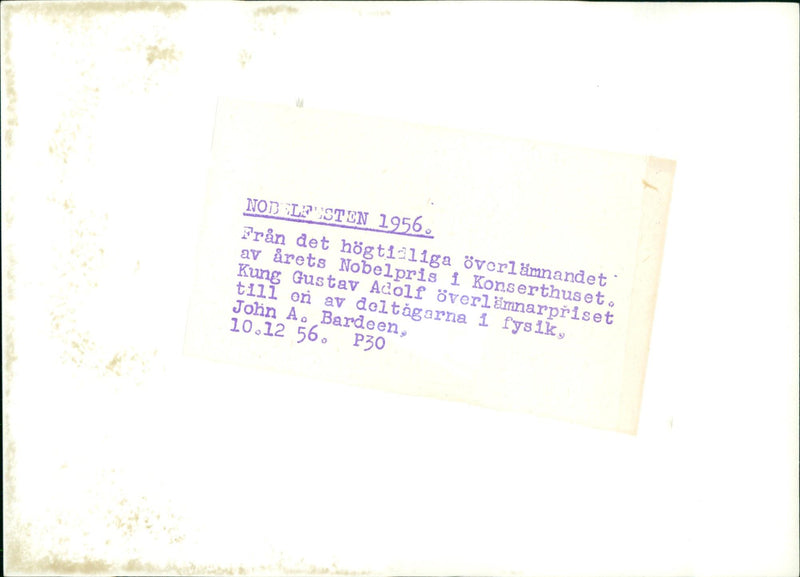 NOBELFESTEN 1956.
Från det högtidliga överlämnandet
av årets Nobelpris i Konserthuset.
Kung Gustav Adolf överlämnarpriset
till en av deltagarna i fysik,
John A. Bardeen,
10.12 56. P30